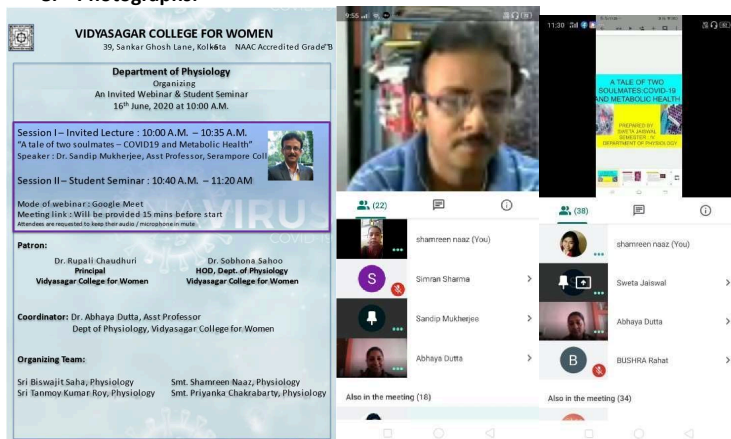 VIDYASAGAR COLLEGE FOR WOMEN
39, Sankar Ghosh Lane, Kolkata 6 NAAC Accredited Grade "B
Department of Physiology
Organizing
An Invited Webinar & Student Seminar
16th June, 2020 at 10:00 A.M.
Session I – Invited Lecture : 10:00 A.M. – 10:35 A.M.
"A tale of two soulmates – COVID19 and Metabolic Health"
Speaker : Dr. Sandip Mukherjee, Asst Professor, Serampore Coll
Session II – Student Seminar : 10:40 A.M. – 11:20 AM
Mode of webinar : Google Meet
Meeting link : Will be provided 15 mins before start
Attendees are requested to keep their audio / microphone in mute
Patron:
Dr. Rupali Chaudhuri
Principal
Vidyasagar College for Women
Dr. Sobhona Sahoo
HOD, Dept. of Physiology
Vidyasagar College for Women
Coordinator: Dr. Abhaya Dutta, Asst Professor
Dept of Physiology, Vidyasagar College for Women
Organizing Team:
Sri Biswajit Saha, Physiology
Smt. Shamreen Naaz, Physiology
Sri Tanmoy Kumar Roy, Physiology
Smt. Priyanka Chakrabarty, Physiology
9:55
(22)
shamreen naaz (You)
S
Simran Sharma
Sandip Mukherjee
Abhaya Dutta
Also in the meeting (18)
11:30
A TALE OF TWO
SOULMATES:COVID-19
AND METABOLIC HEALTH
PREPARED BY
SWETA JAISWAL
SEMESTER : IV
DEPARTMENT OF PHYSIOLOGY
(38)
shamreen naaz (You)
Sweta Jaiswal
Abhaya Dutta
B
BUSHRA Rahat
Also in the meeting (34)